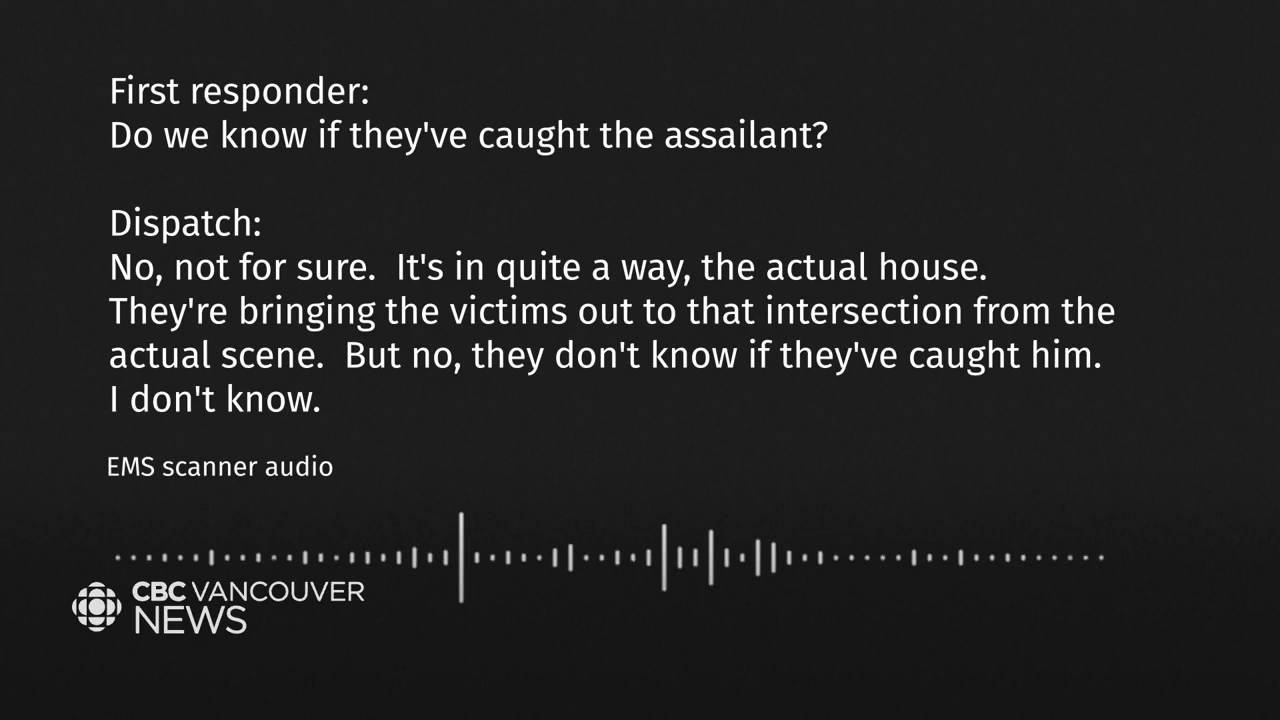 First responder:
Do we know if they've caught the assailant?
Dispatch:
No, not for sure.  It's in quite a way, the actual house.
They're bringing the victims out to that intersection from the
actual scene.  But no, they don't know if they've caught him.
I don't know.
EMS scanner audio
CBC VANCOUVER
NEWS